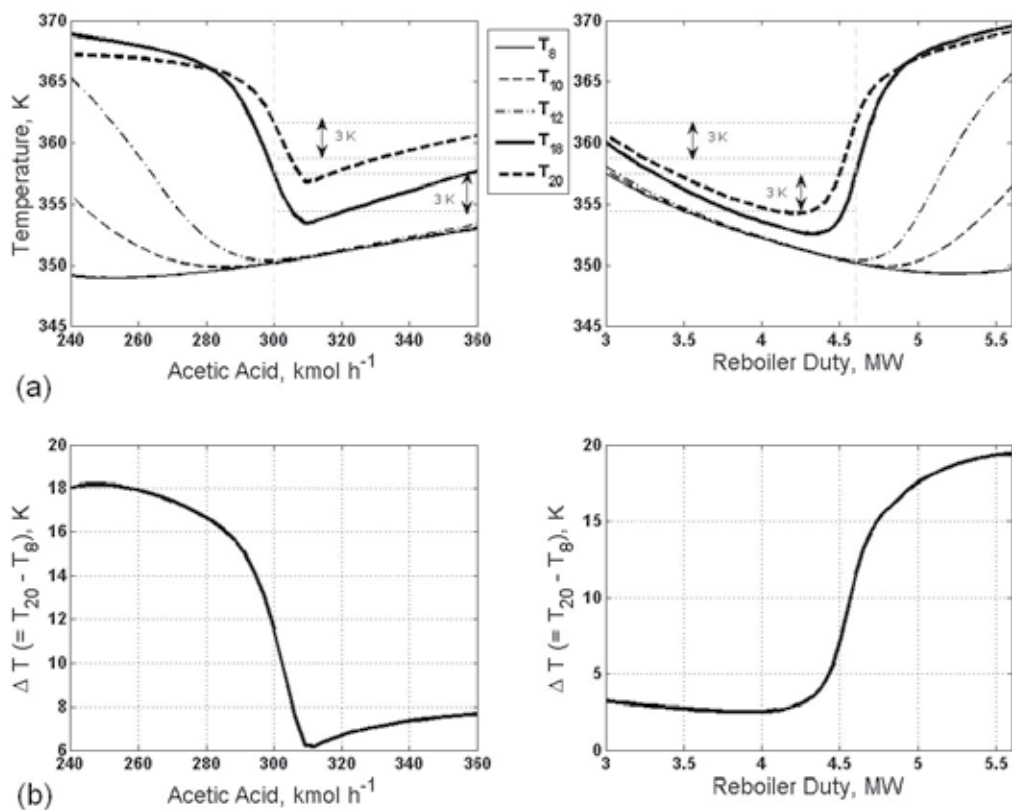 370
365
360
355
350
345
Temperature, K
3 K
3 K
240
260
280
300
320
340
360
Acetic Acid, kmol h-1
(a)
T8
T10
T12
T18
T20
370
365
360
355
350
345
3 K
3 K
3
3.5
4
4.5
5
5.5
Reboiler Duty, MW
20
18
16
14
12
10
8
6
Δ T (= T20 - T8), K
240
260
280
300
320
340
360
Acetic Acid, kmol h-1
(b)
20
15
10
5
0
Δ T (= T20 - T8), K
3
3.5
4
4.5
5
5.5
Reboiler Duty, MW